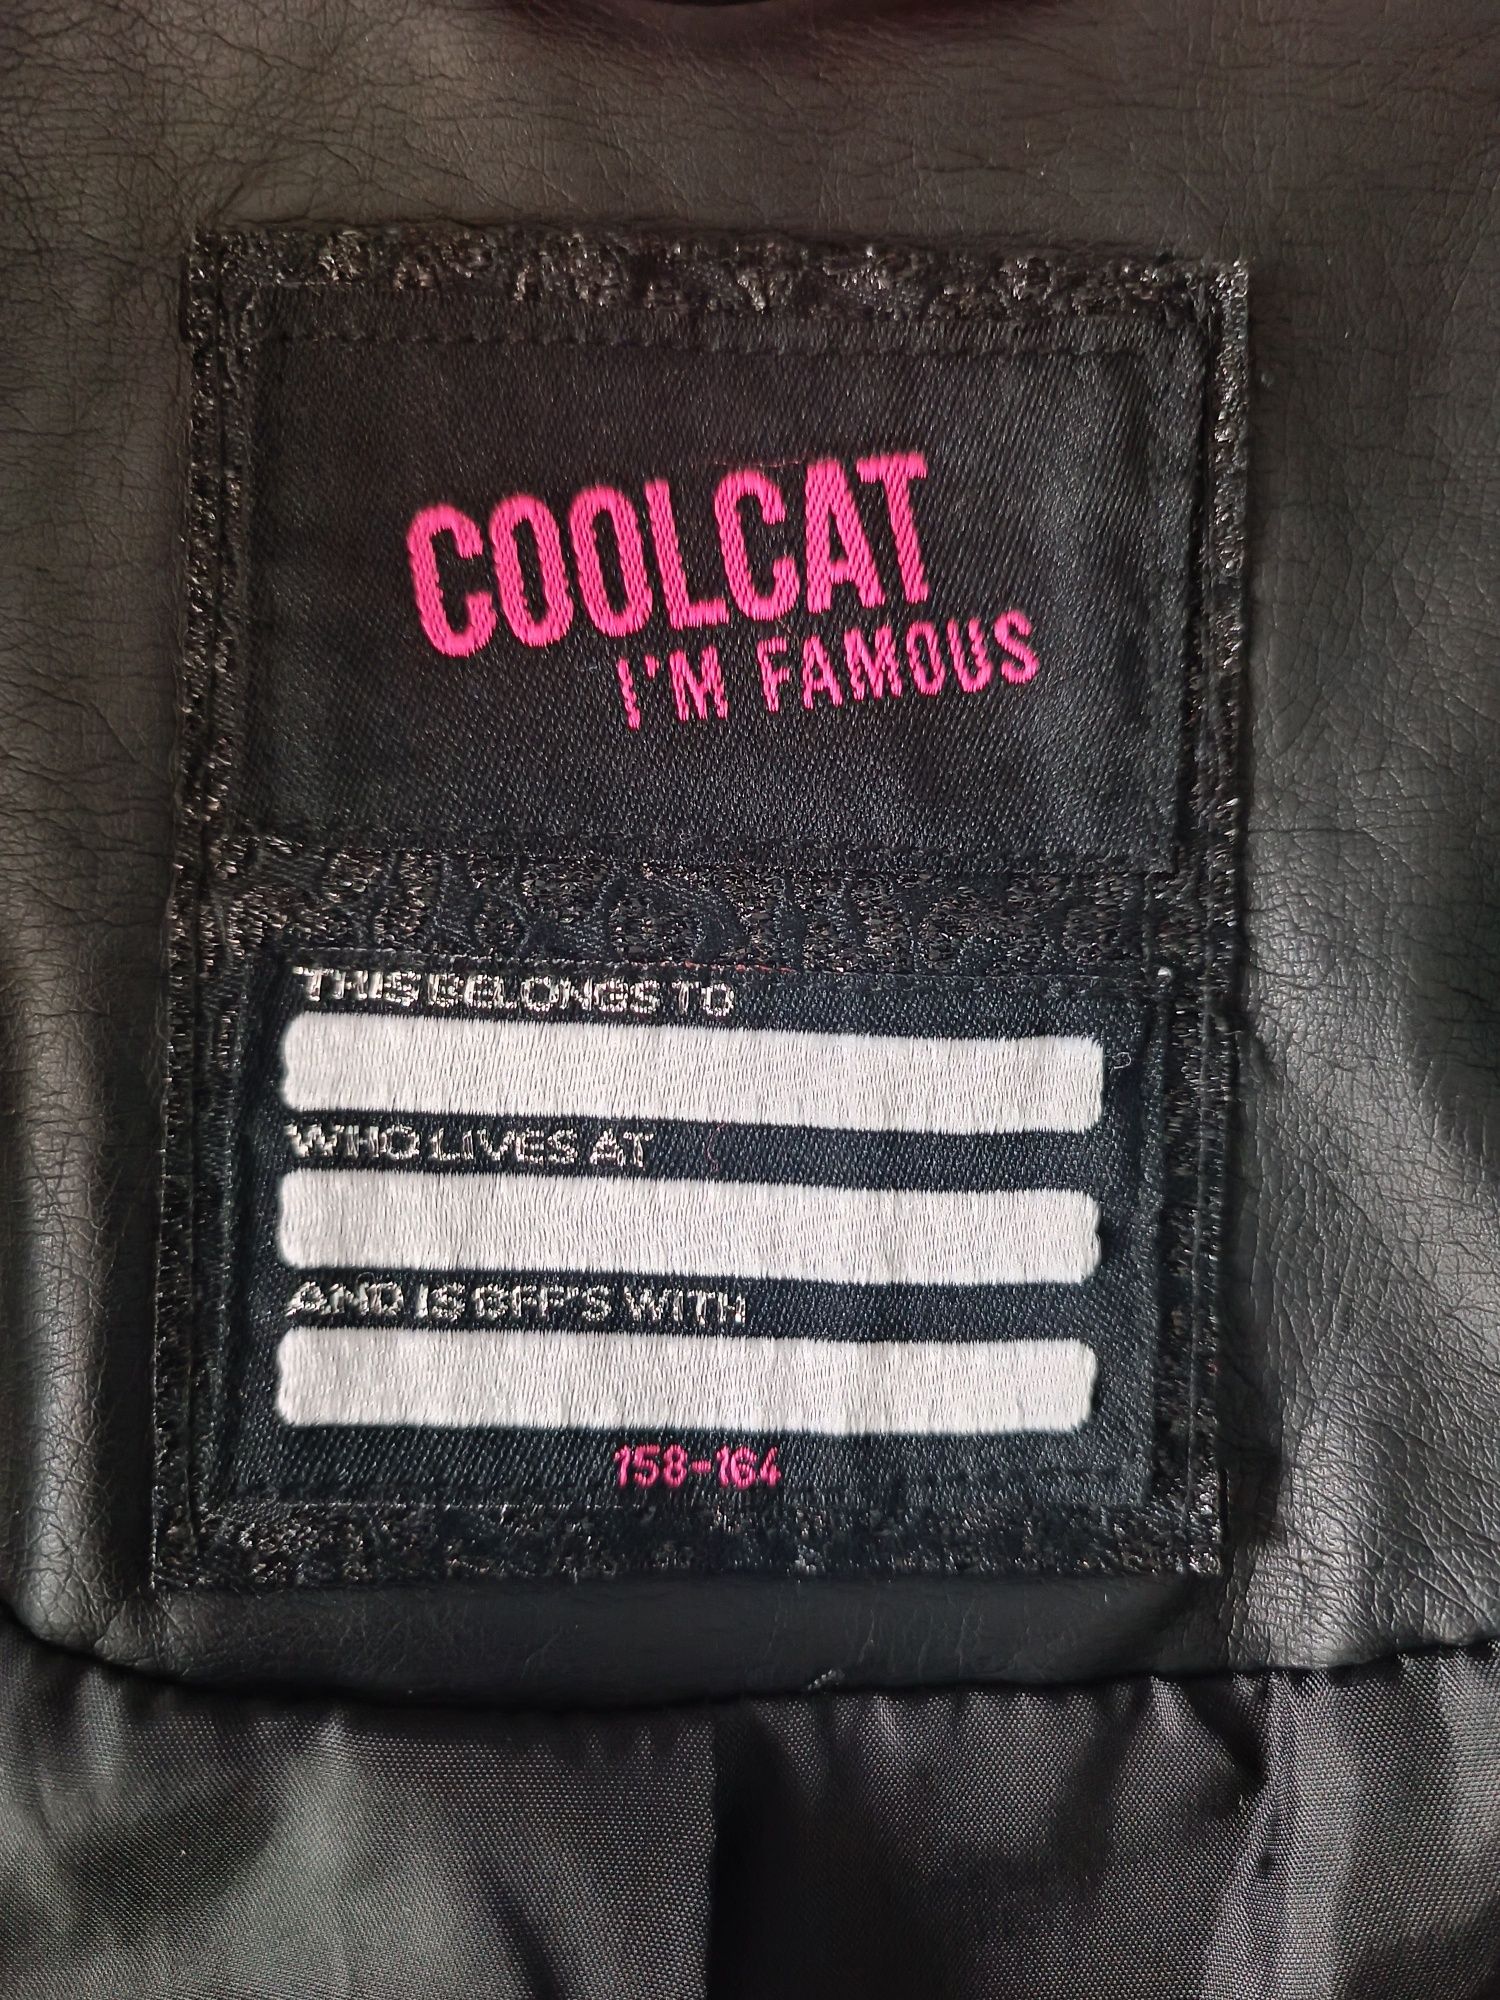 COOLCAT
I'M FAMOUS
THIS BELONGS TO
WHO LIVES AT
AND IS BFF'S WITH
158-164